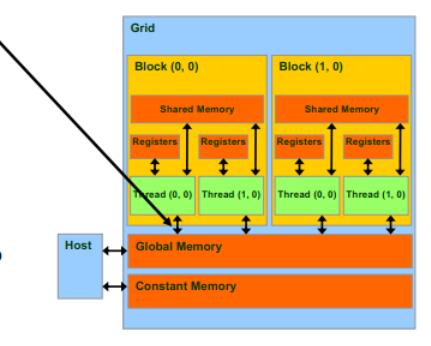 Grid
Block (0, 0)
Block (1, 0)
Shared Memory
Shared Memory
Registers
Registers
Registers
Registers
Thread (0, 0)
Thread (1, 0)
Thread (0, 0)
Thread (1, 0)
Host
Global Memory
Constant Memory